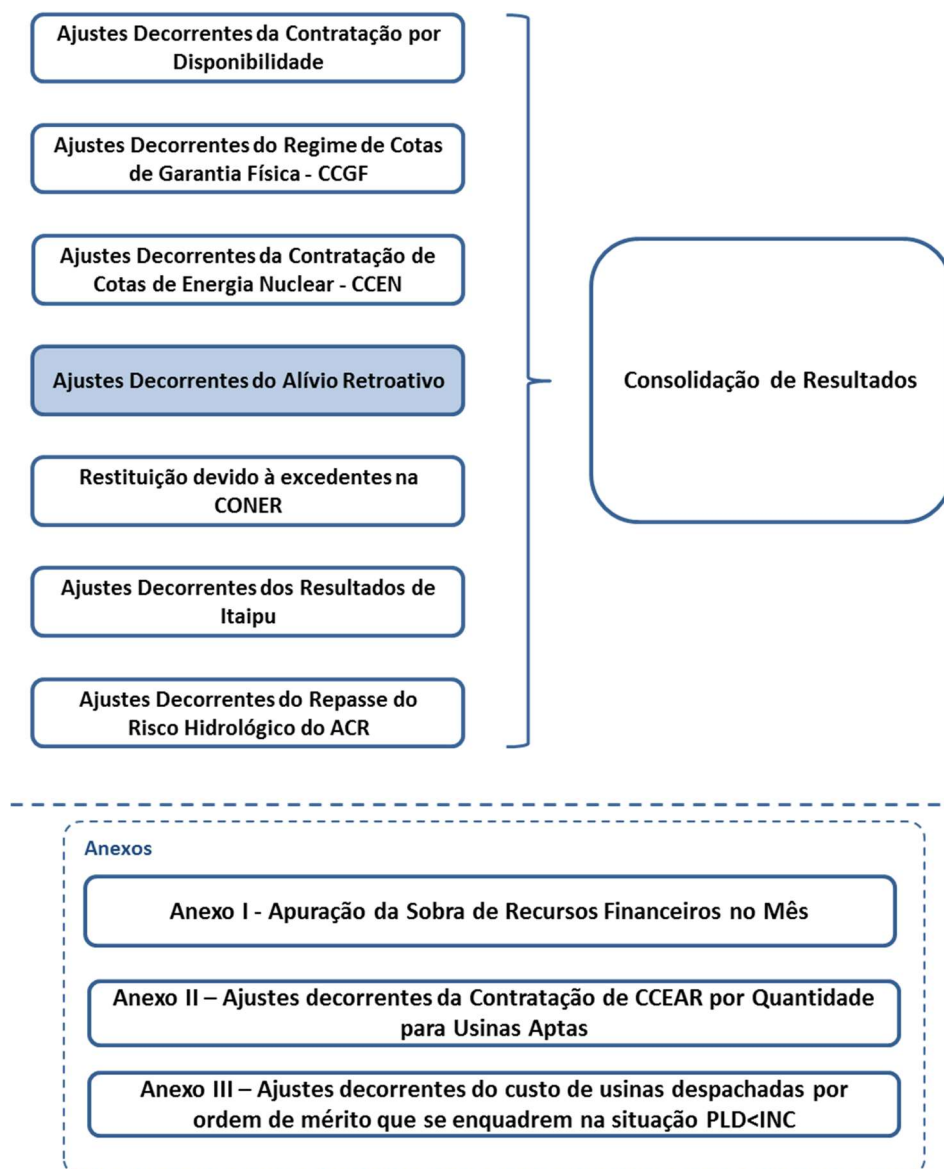 Ajustes Decorrentes da Contratação por
Disponibilidade
Ajustes Decorrentes do Regime de Cotas
de Garantia Física - CCGF
Ajustes Decorrentes da Contratação de
Cotas de Energia Nuclear - CCEN
Ajustes Decorrentes do Alívio Retroativo
Restituição devido à excedentes na
CONER
Ajustes Decorrentes dos Resultados de
Itaipu
Ajustes Decorrentes do Repasse do
Risco Hidrológico do ACR
Consolidação de Resultados
Anexos
Anexo I - Apuração da Sobra de Recursos Financeiros no Mês
Anexo II – Ajustes decorrentes da Contratação de CCEAR por Quantidade
para Usinas Aptas
Anexo III – Ajustes decorrentes do custo de usinas despachadas por
ordem de mérito que se enquadrem na situação PLD<INC